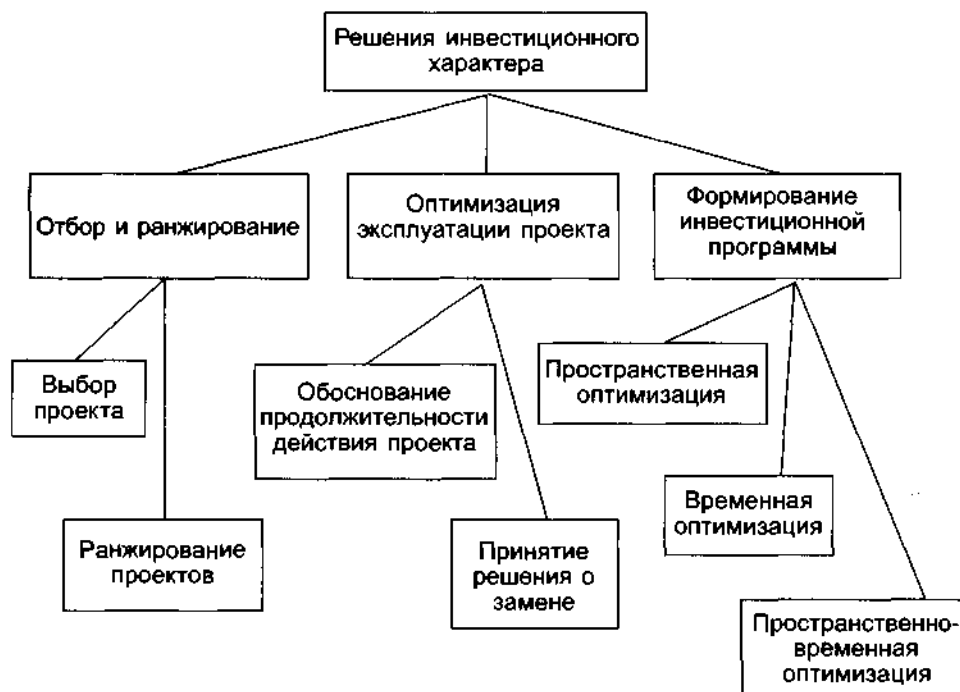 Решения инвестиционного
характера
Отбор и ранжирование
Оптимизация
эксплуатации проекта
Формирование
инвестиционной
программы
Выбор
проекта
Ранжирование
проектов
Обоснование
продолжительности
действия проекта
Принятие
решения о
замене
Пространственная
оптимизация
Временная
оптимизация
Пространственно-
временная
оптимизация